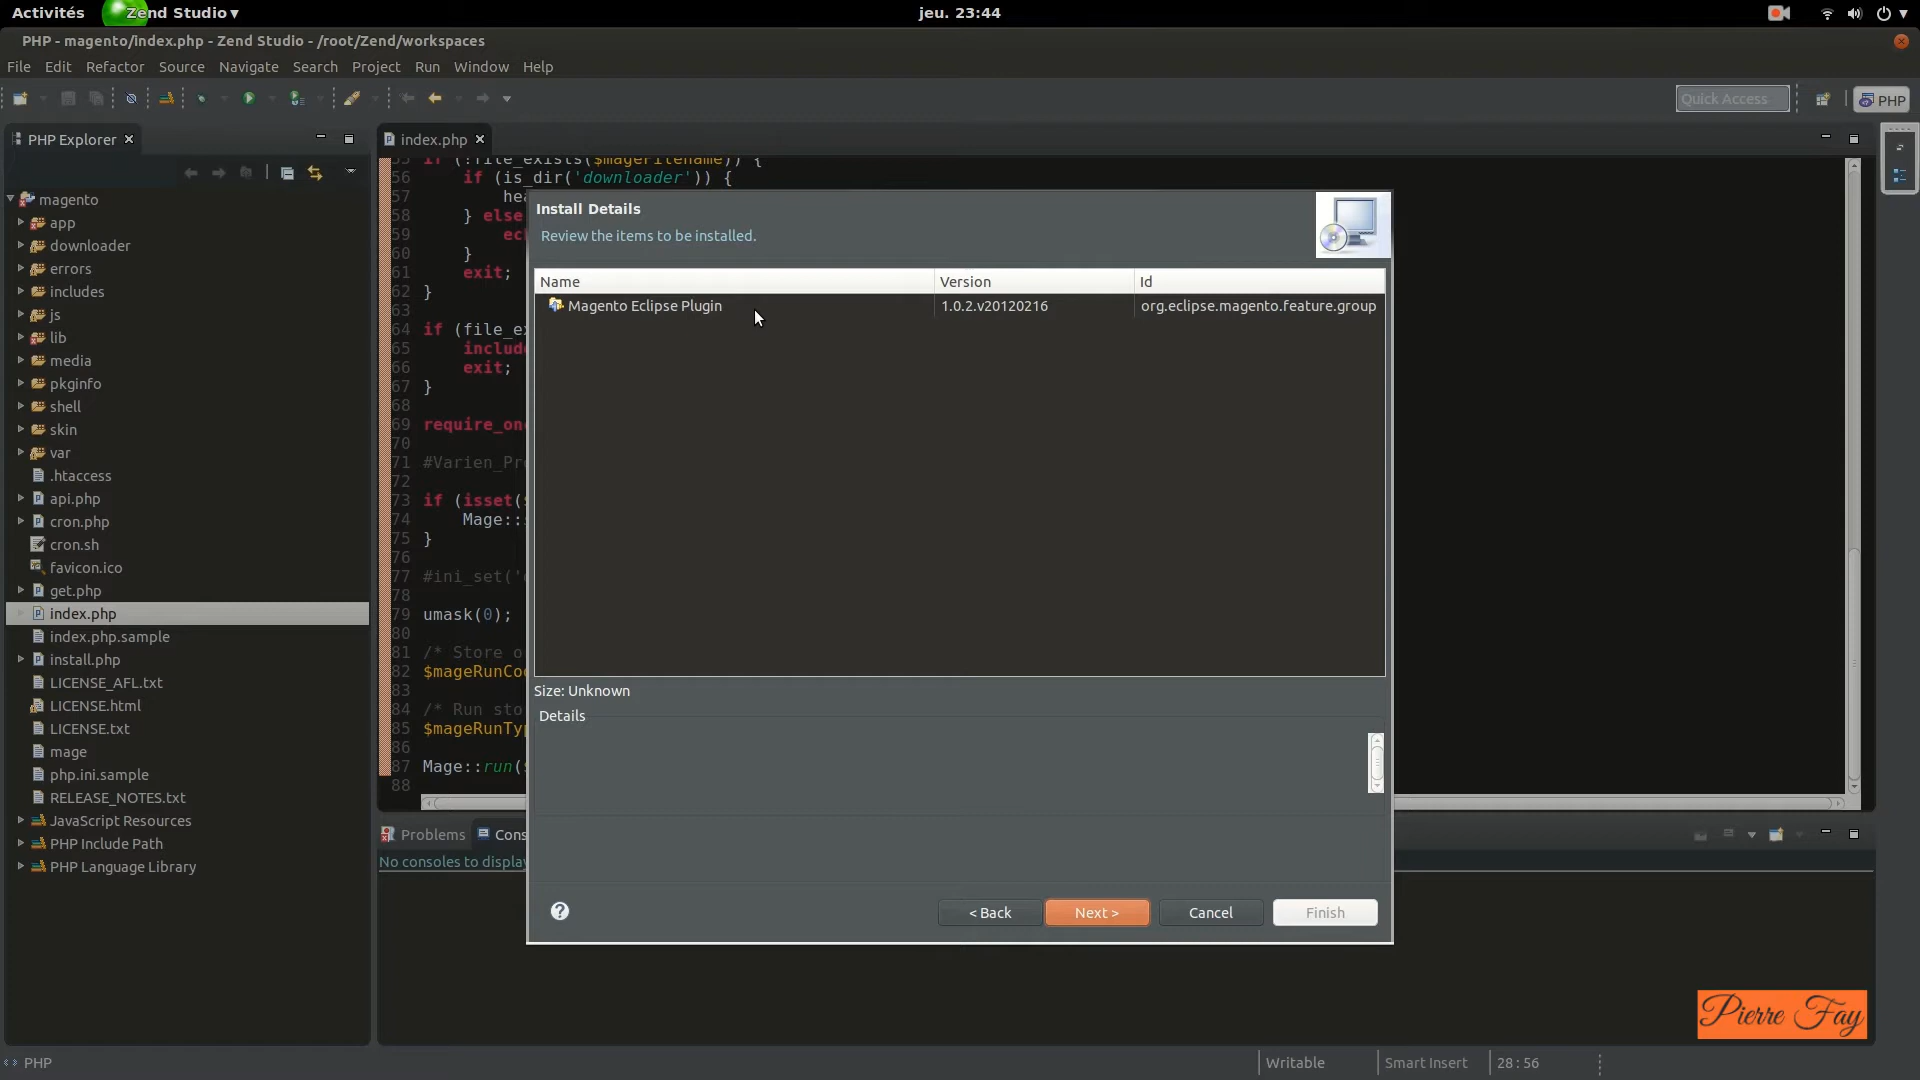 Activités
Zend Studio ▾
jeu. 23:44
PHP - magento/index.php - Zend Studio - /root/Zend/workspaces
File Edit Refactor Source Navigate Search Project Run Window Help
Quick Access
PHP
PHP Explorer
magento
app
downloader
errors
includes
js
lib
media
pkginfo
shell
skin
var
.htaccess
api.php
cron.php
cron.sh
favicon.ico
get.php
index.php
index.php.sample
install.php
LICENSE_AFL.txt
LICENSE.html
LICENSE.txt
mage
php.ini.sample
RELEASE_NOTES.txt
JavaScript Resources
PHP Include Path
PHP Language Library
index.php
55 if (!file_exists($mageFilename)) {
56 if (is_dir('downloader')) {
57 hea
58 } else
59 ec
60 }
61 exit;
62 }
63
64 if (file_e
65 include
66 exit;
67 }
68
69 require_on
70
71 #Varien_Pr
72
73 if (isset(
74 Mage::
75 }
76
77 #ini_set('
78
79 umask(0);
80
81 /* Store o
82 $mageRunCo
83
84 /* Run sto
85 $mageRunTyp
86
87 Mage::run(
88
Install Details
Review the items to be installed.
Name Version Id
Magento Eclipse Plugin 1.0.2.v20120216 org.eclipse.magento.feature.group
Size: Unknown
Details
< Back
Next >
Cancel
Finish
Problems
Cons
No consoles to display
Pierre Fay
PHP
Writable
Smart Insert
28 : 56